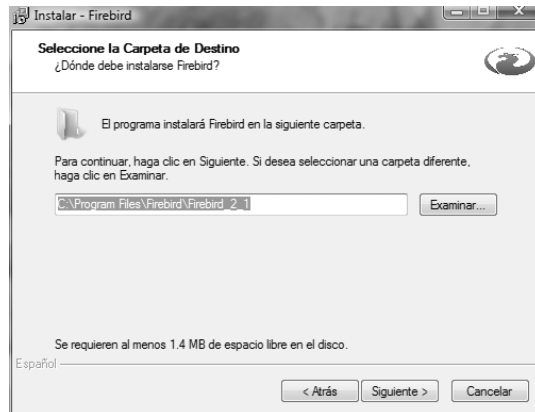 Instalar - Firebird
Seleccione la Carpeta de Destino
¿Dónde debe instalarse Firebird?
El programa instalará Firebird en la siguiente carpeta.
Para continuar, haga clic en Siguiente. Si desea seleccionar una carpeta diferente,
haga clic en Examinar.
C:\Program Files\Firebird\Firebird_2_1
Examinar...
Se requieren al menos 1.4 MB de espacio libre en el disco.
Español
< Atrás
Siguiente >
Cancelar